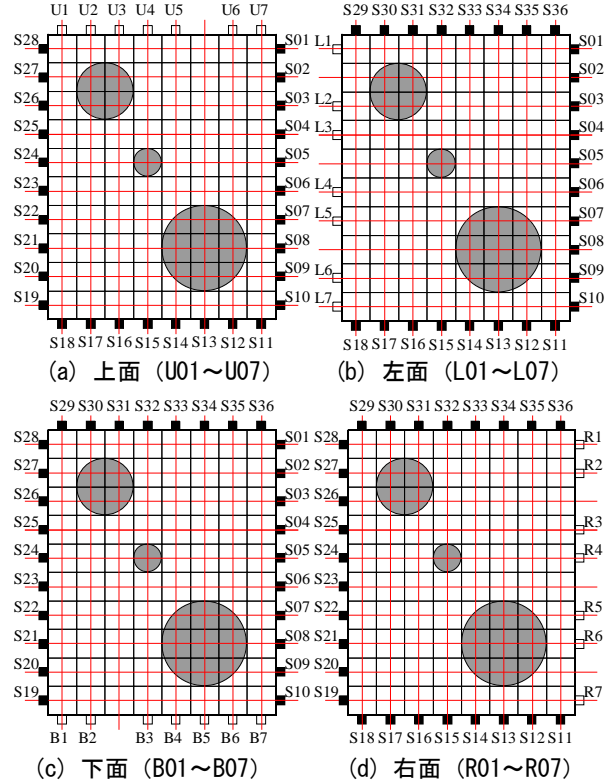 U1 U2 U3 U4 U5 U6 U7
S28 S01
S27 S02
S26 S03
S25 S04
S24 S05
S23 S06
S22 S07
S21 S08
S20 S09
S19 S10
S18 S17 S16 S15 S14 S13 S12 S11
(a) 上面 (U01～U07)
S29 S30 S31 S32 S33 S34 S35 S36
L1 S01
S02
L2 S03
L3 S04
S05
L4 S06
L5 S07
S08
L6 S09
L7 S10
S18 S17 S16 S15 S14 S13 S12 S11
(b) 左面 (L01～L07)
S29 S30 S31 S32 S33 S34 S35 S36
S28 S01
S27 S02
S26 S03
S25 S04
S24 S05
S23 S06
S22 S07
S21 S08
S20 S09
S19 S10
B1 B2 B3 B4 B5 B6 B7
(c) 下面 (B01～B07)
S29 S30 S31 S32 S33 S34 S35 S36
S28 R1
S27 R2
S26
S25 R3
S24 R4
S23
S22 R5
S21 R6
S20
S19 R7
S18 S17 S16 S15 S14 S13 S12 S11
(d) 右面 (R01～R07)